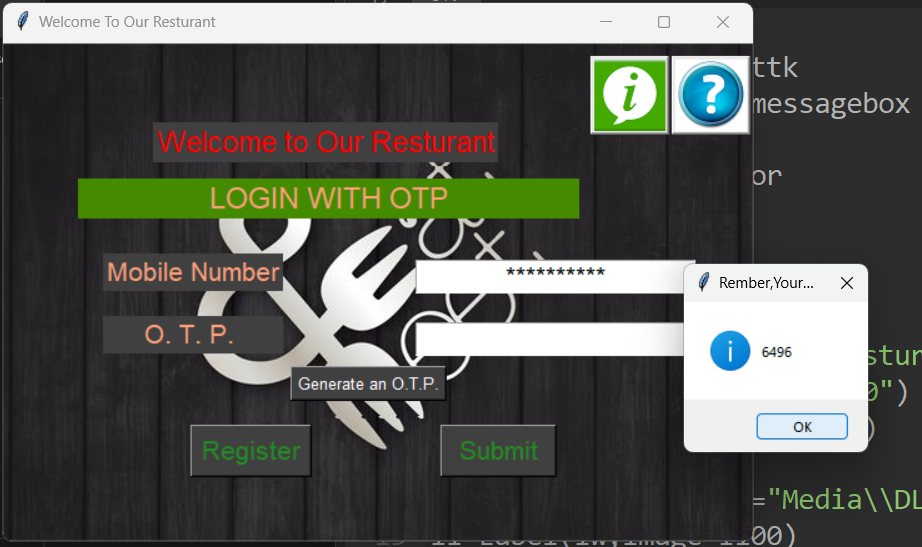 Welcome To Our Resturant
ttk
messagebox
Welcome to Our Resturant
or
LOGIN WITH OTP
Mobile Number
**********
Rember,Your...
O. T. P.
6496
stur
0")
Generate an O.T.P.
OK
)
Register
Submit
="Media\\DL